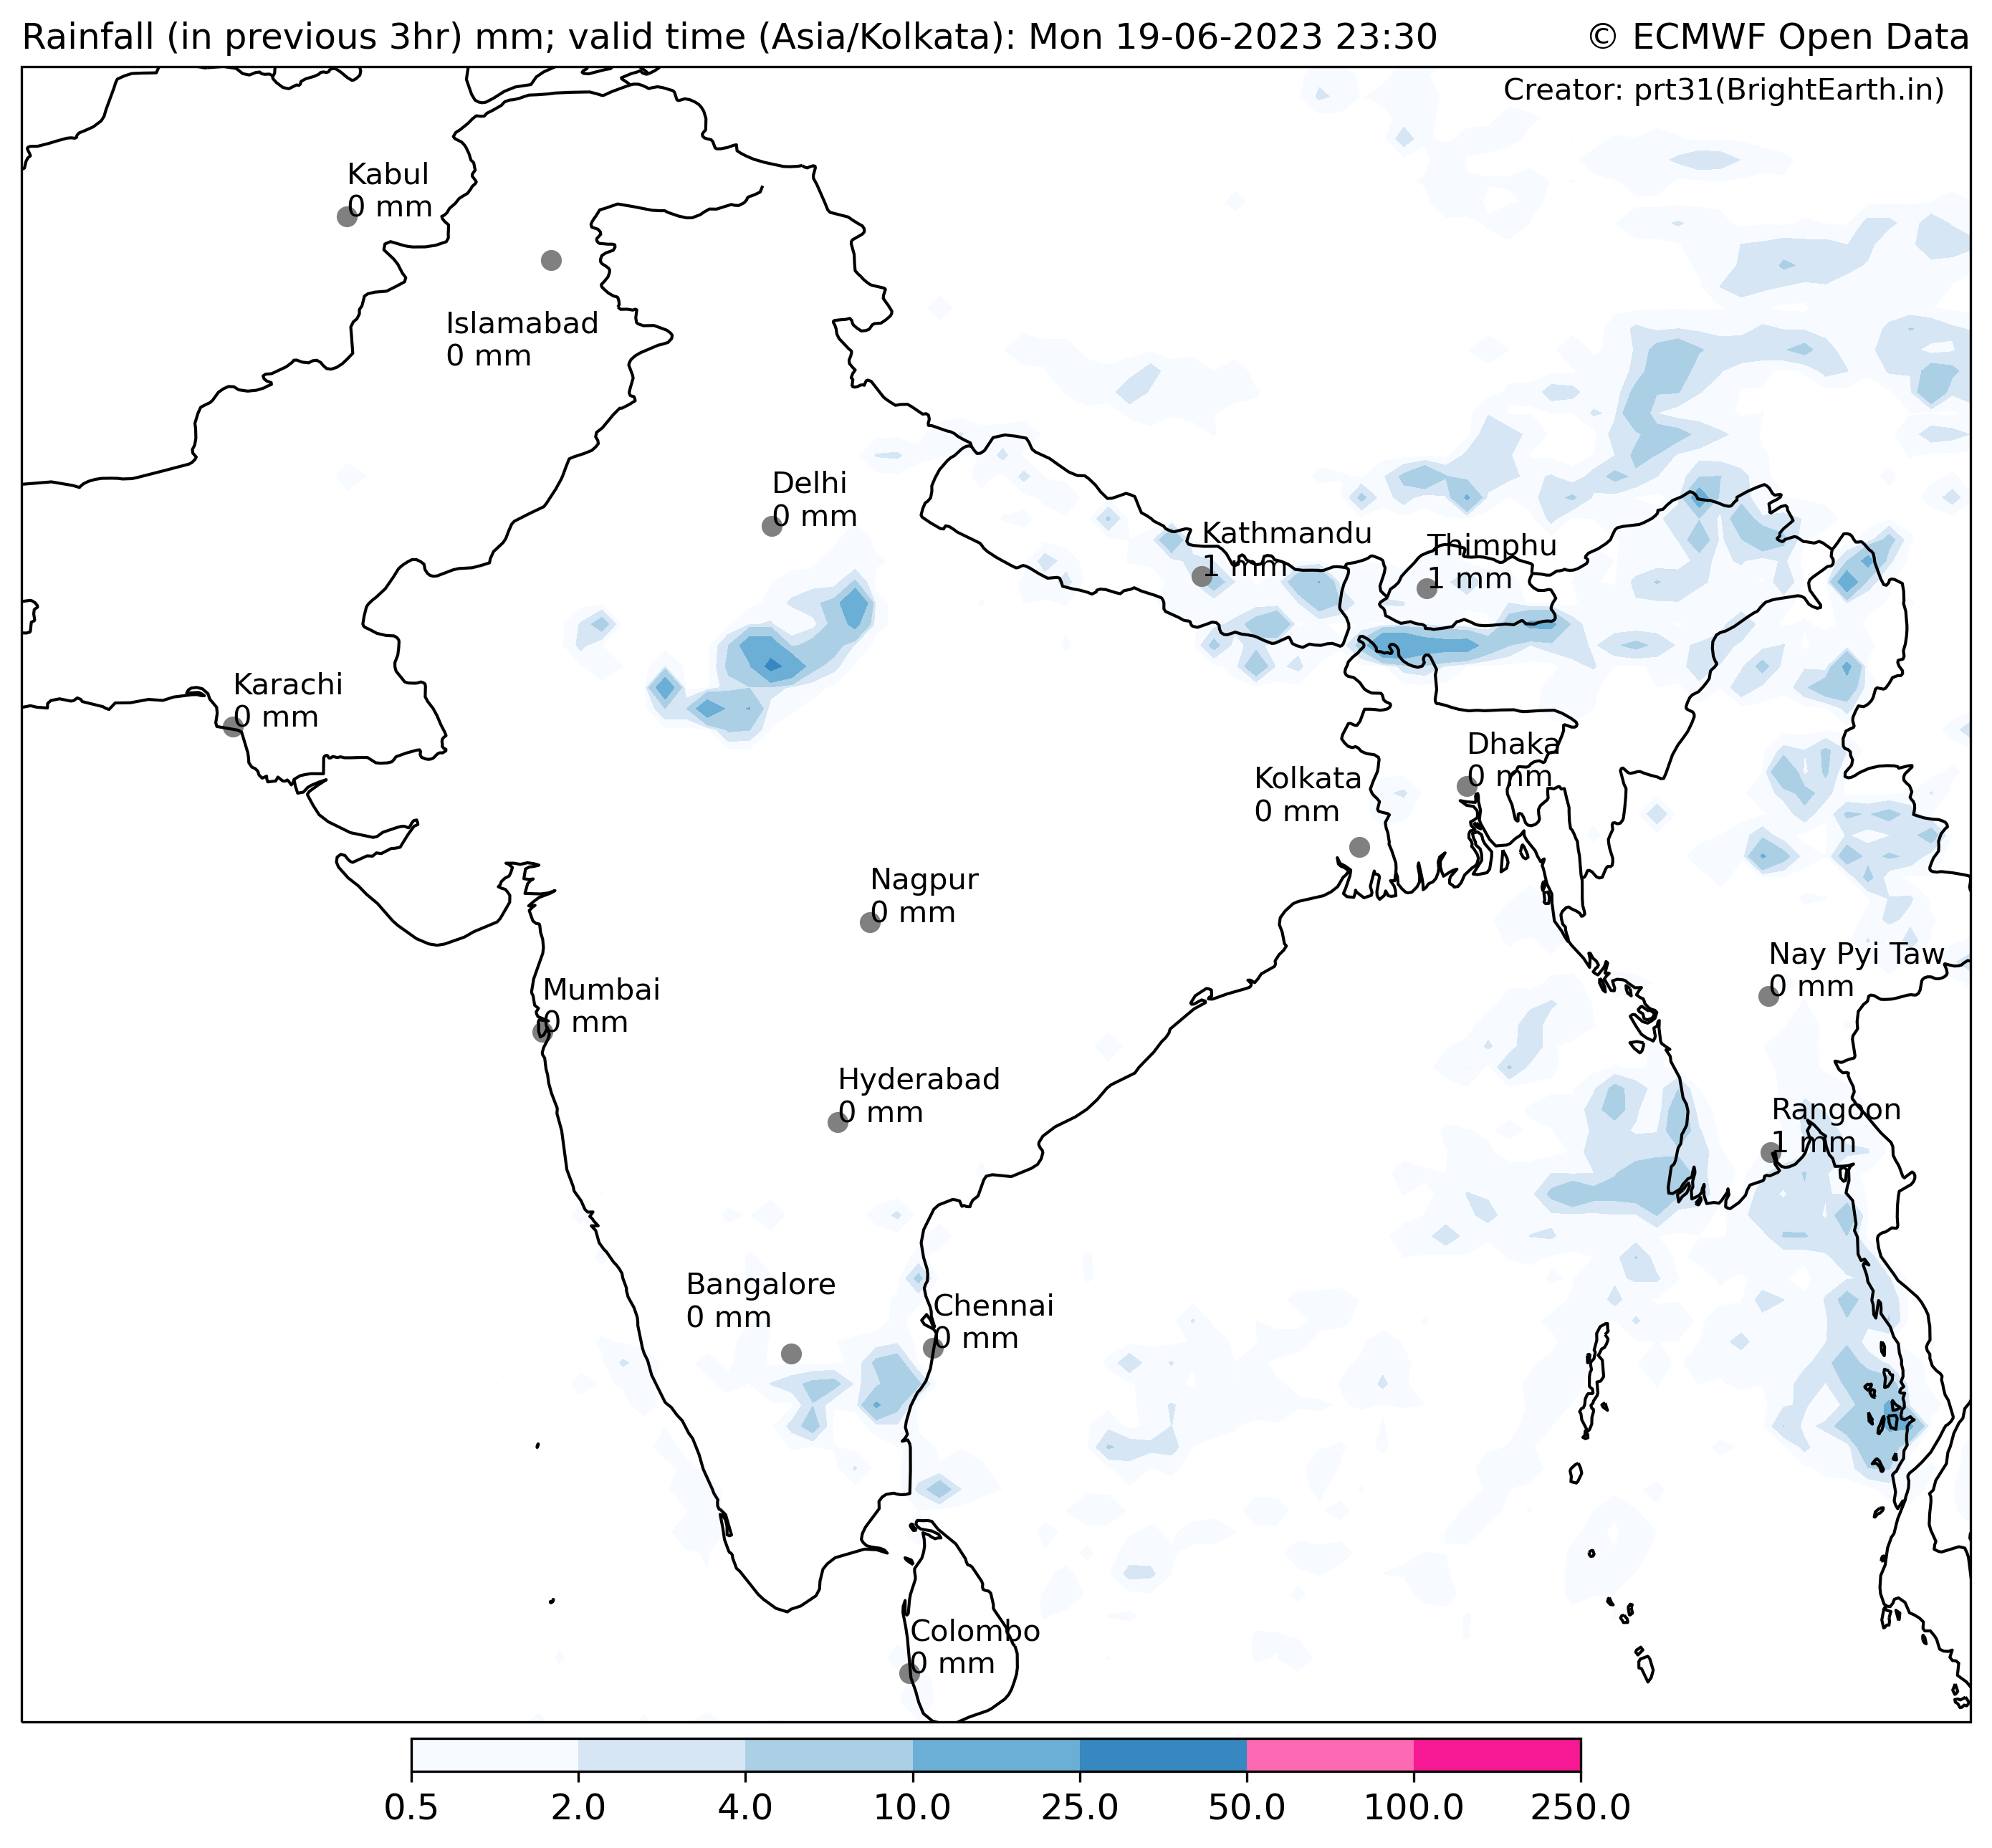 Rainfall (in previous 3hr) mm; valid time (Asia/Kolkata): Mon 19-06-2023 23:30 © ECMWF Open Data
Creator: prt31(BrightEarth.in)
Kabul
0 mm
Islamabad
0 mm
Delhi
0 mm
Kathmandu
1 mm
Thimphu
1 mm
Karachi
0 mm
Dhaka
0 mm
Kolkata
0 mm
Nagpur
0 mm
Nay Pyi Taw
0 mm
Mumbai
0 mm
Hyderabad
0 mm
Rangoon
1 mm
Bangalore
0 mm
Chennai
0 mm
Colombo
0 mm
0.5 2.0 4.0 10.0 25.0 50.0 100.0 250.0